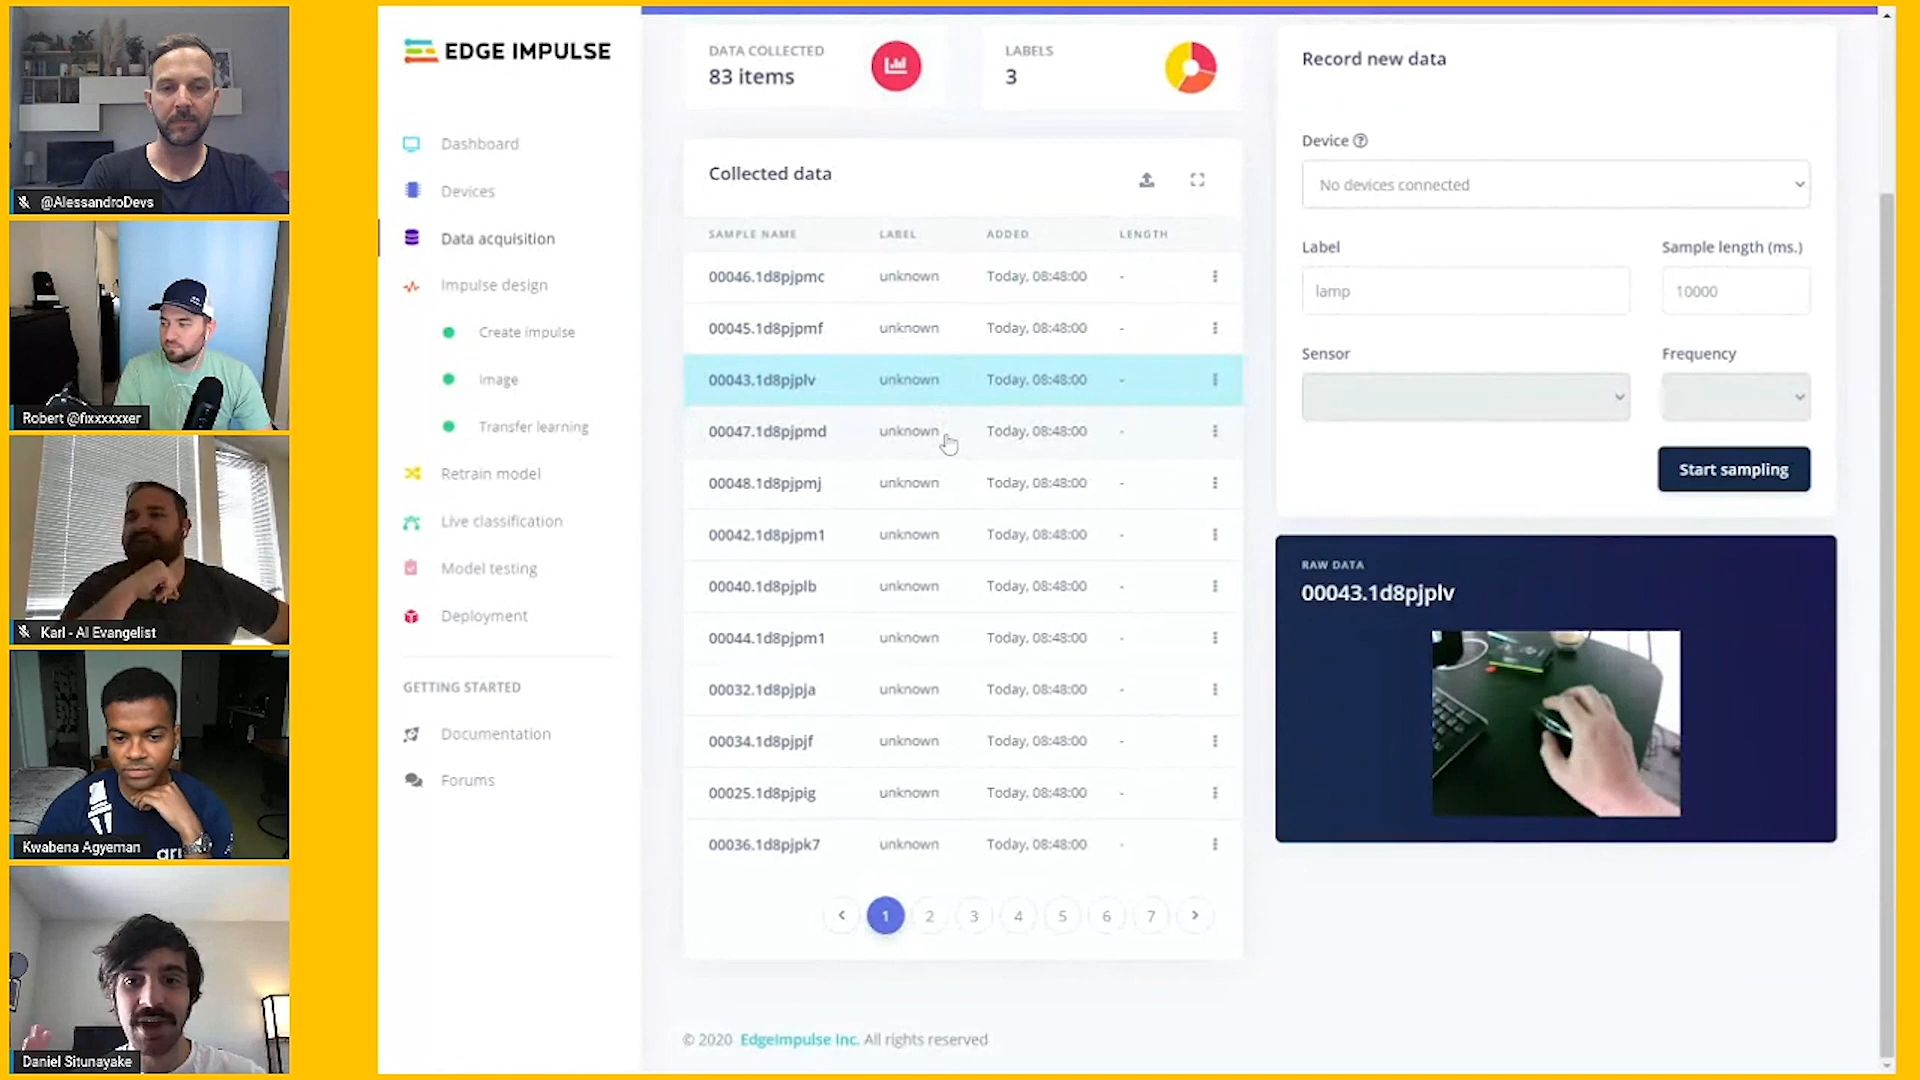 @AlessandroDevs
Robert @fixxxxxxer
Karl - AI Evangelist
Kwabena Agyeman
Daniel Situnayake
EDGE IMPULSE
Dashboard
Devices
Data acquisition
Impulse design
Create impulse
Image
Transfer learning
Retrain model
Live classification
Model testing
Deployment
GETTING STARTED
Documentation
Forums
DATA COLLECTED
83 items
LABELS
3
Collected data
SAMPLE NAME LABEL ADDED LENGTH
00046.1d8pjpmc unknown Today, 08:48:00 -
00045.1d8pjpmf unknown Today, 08:48:00 -
00043.1d8pjplv unknown Today, 08:48:00 -
00047.1d8pjpmd unknown Today, 08:48:00 -
00048.1d8pjpmj unknown Today, 08:48:00 -
00042.1d8pjpm1 unknown Today, 08:48:00 -
00040.1d8pjplb unknown Today, 08:48:00 -
00044.1d8pjpm1 unknown Today, 08:48:00 -
00032.1d8pjpja unknown Today, 08:48:00 -
00034.1d8pjpjf unknown Today, 08:48:00 -
00025.1d8pjpig unknown Today, 08:48:00 -
00036.1d8pjpk7 unknown Today, 08:48:00 -
< 1 2 3 4 5 6 7 >
© 2020 EdgeImpulse Inc. All rights reserved
Record new data
Device
No devices connected
Label Sample length (ms.)
lamp 10000
Sensor Frequency
Start sampling
RAW DATA
00043.1d8pjplv